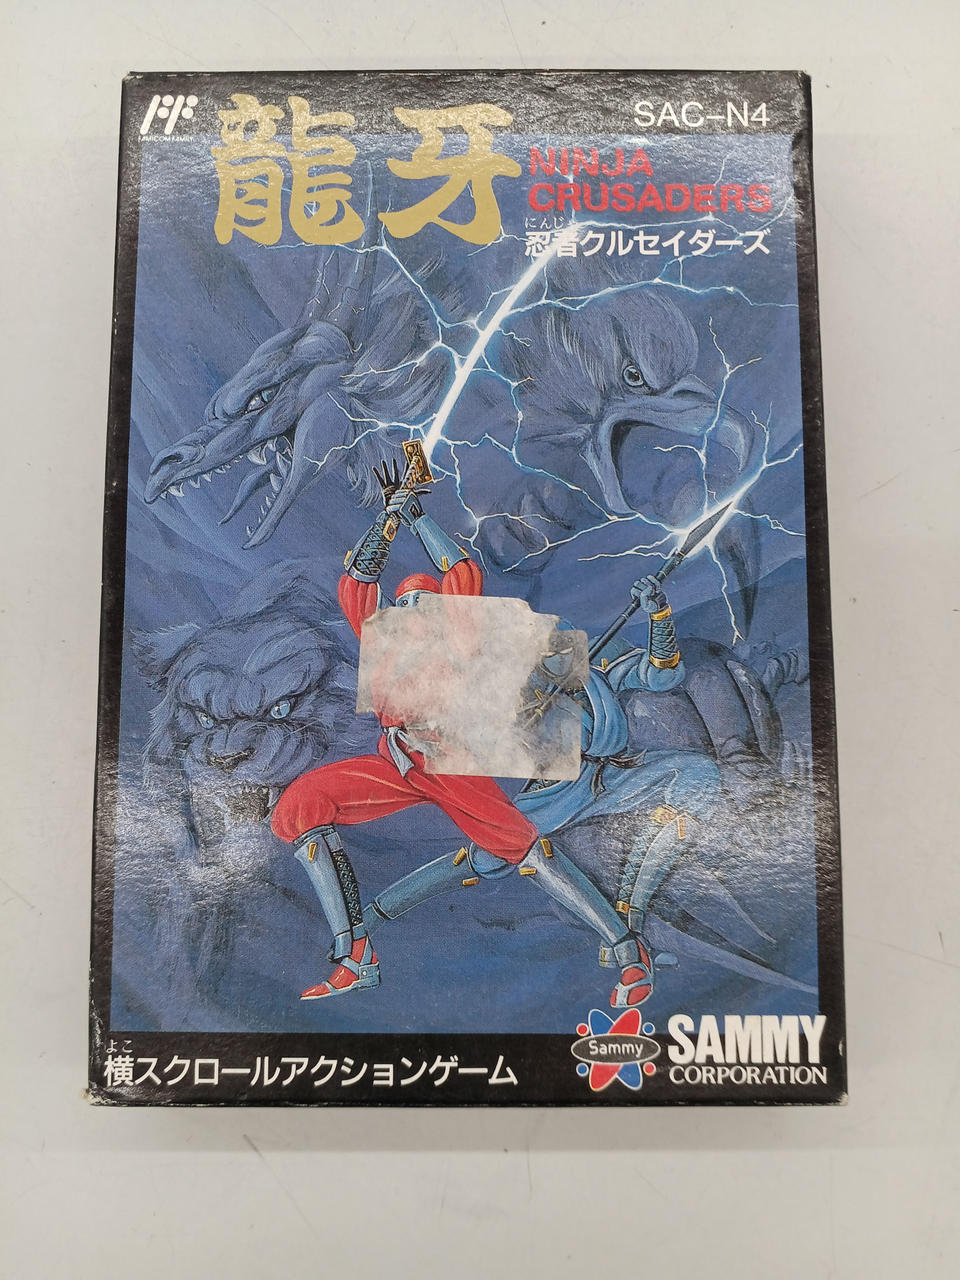 FAMICOM FAMILY
龍牙
SAC-N4
NINJA
CRUSADERS
にんじゃ
忍者クルセイダーズ
よこ
横スクロールアクションゲーム
Sammy
SAMMY
CORPORATION